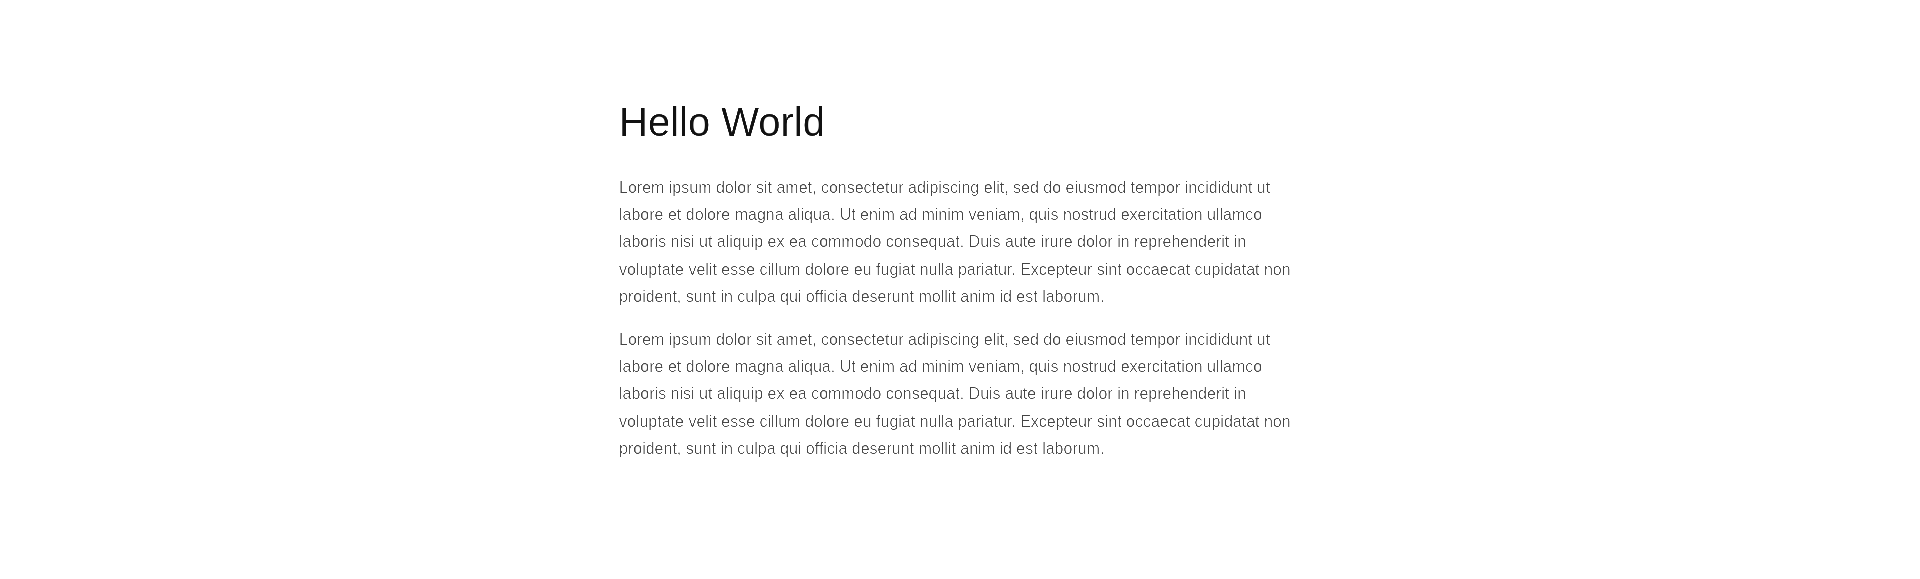 Hello World
Lorem ipsum dolor sit amet, consectetur adipiscing elit, sed do eiusmod tempor incididunt ut
labore et dolore magna aliqua. Ut enim ad minim veniam, quis nostrud exercitation ullamco
laboris nisi ut aliquip ex ea commodo consequat. Duis aute irure dolor in reprehenderit in
voluptate velit esse cillum dolore eu fugiat nulla pariatur. Excepteur sint occaecat cupidatat non
proident, sunt in culpa qui officia deserunt mollit anim id est laborum.
Lorem ipsum dolor sit amet, consectetur adipiscing elit, sed do eiusmod tempor incididunt ut
labore et dolore magna aliqua. Ut enim ad minim veniam, quis nostrud exercitation ullamco
laboris nisi ut aliquip ex ea commodo consequat. Duis aute irure dolor in reprehenderit in
voluptate velit esse cillum dolore eu fugiat nulla pariatur. Excepteur sint occaecat cupidatat non
proident, sunt in culpa qui officia deserunt mollit anim id est laborum.